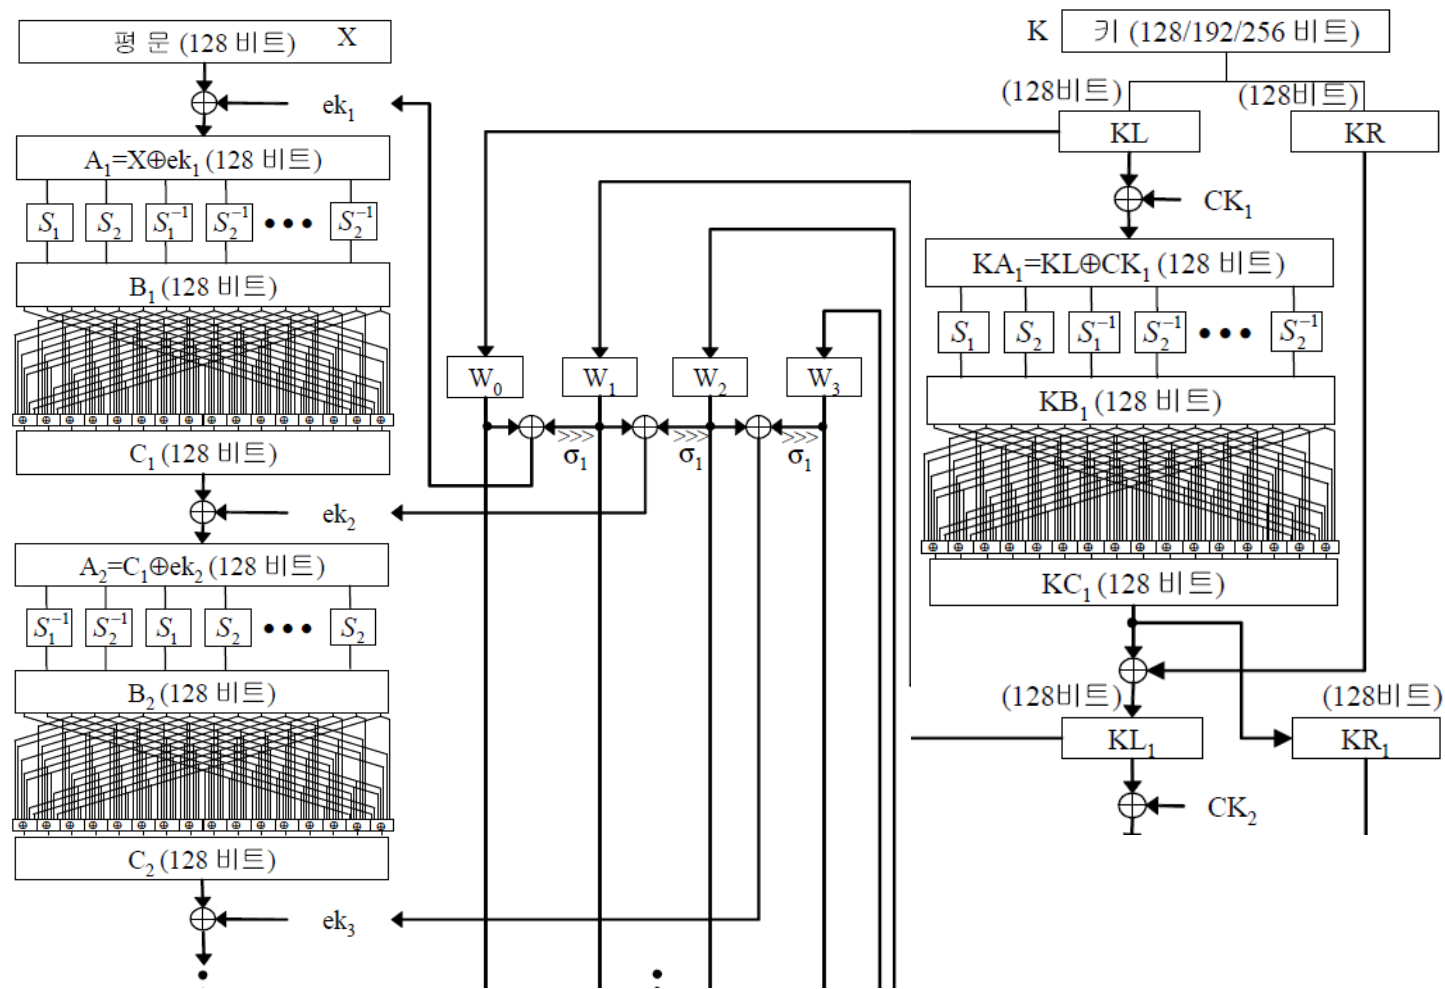 평 문 (128 비트) X
ek₁
A₁=X⊕ek₁ (128 비트)
S₁ S₂ S₁⁻¹ S₂⁻¹ ••• S₂⁻¹
B₁ (128 비트)
C₁ (128 비트)
ek₂
A₂=C₁⊕ek₂ (128 비트)
S₁⁻¹ S₂⁻¹ S₁ S₂ ••• S₂
B₂ (128 비트)
C₂ (128 비트)
ek₃
W₀ W₁ W₂ W₃
>>> >>> >>>
σ₁ σ₁ σ₁
K 키 (128/192/256 비트)
(128비트) (128비트)
KL KR
CK₁
KA₁=KL⊕CK₁ (128 비트)
S₁ S₂ S₁⁻¹ S₂⁻¹ ••• S₂⁻¹
KB₁ (128 비트)
KC₁ (128 비트)
(128비트) (128비트)
KL₁ KR₁
CK₂